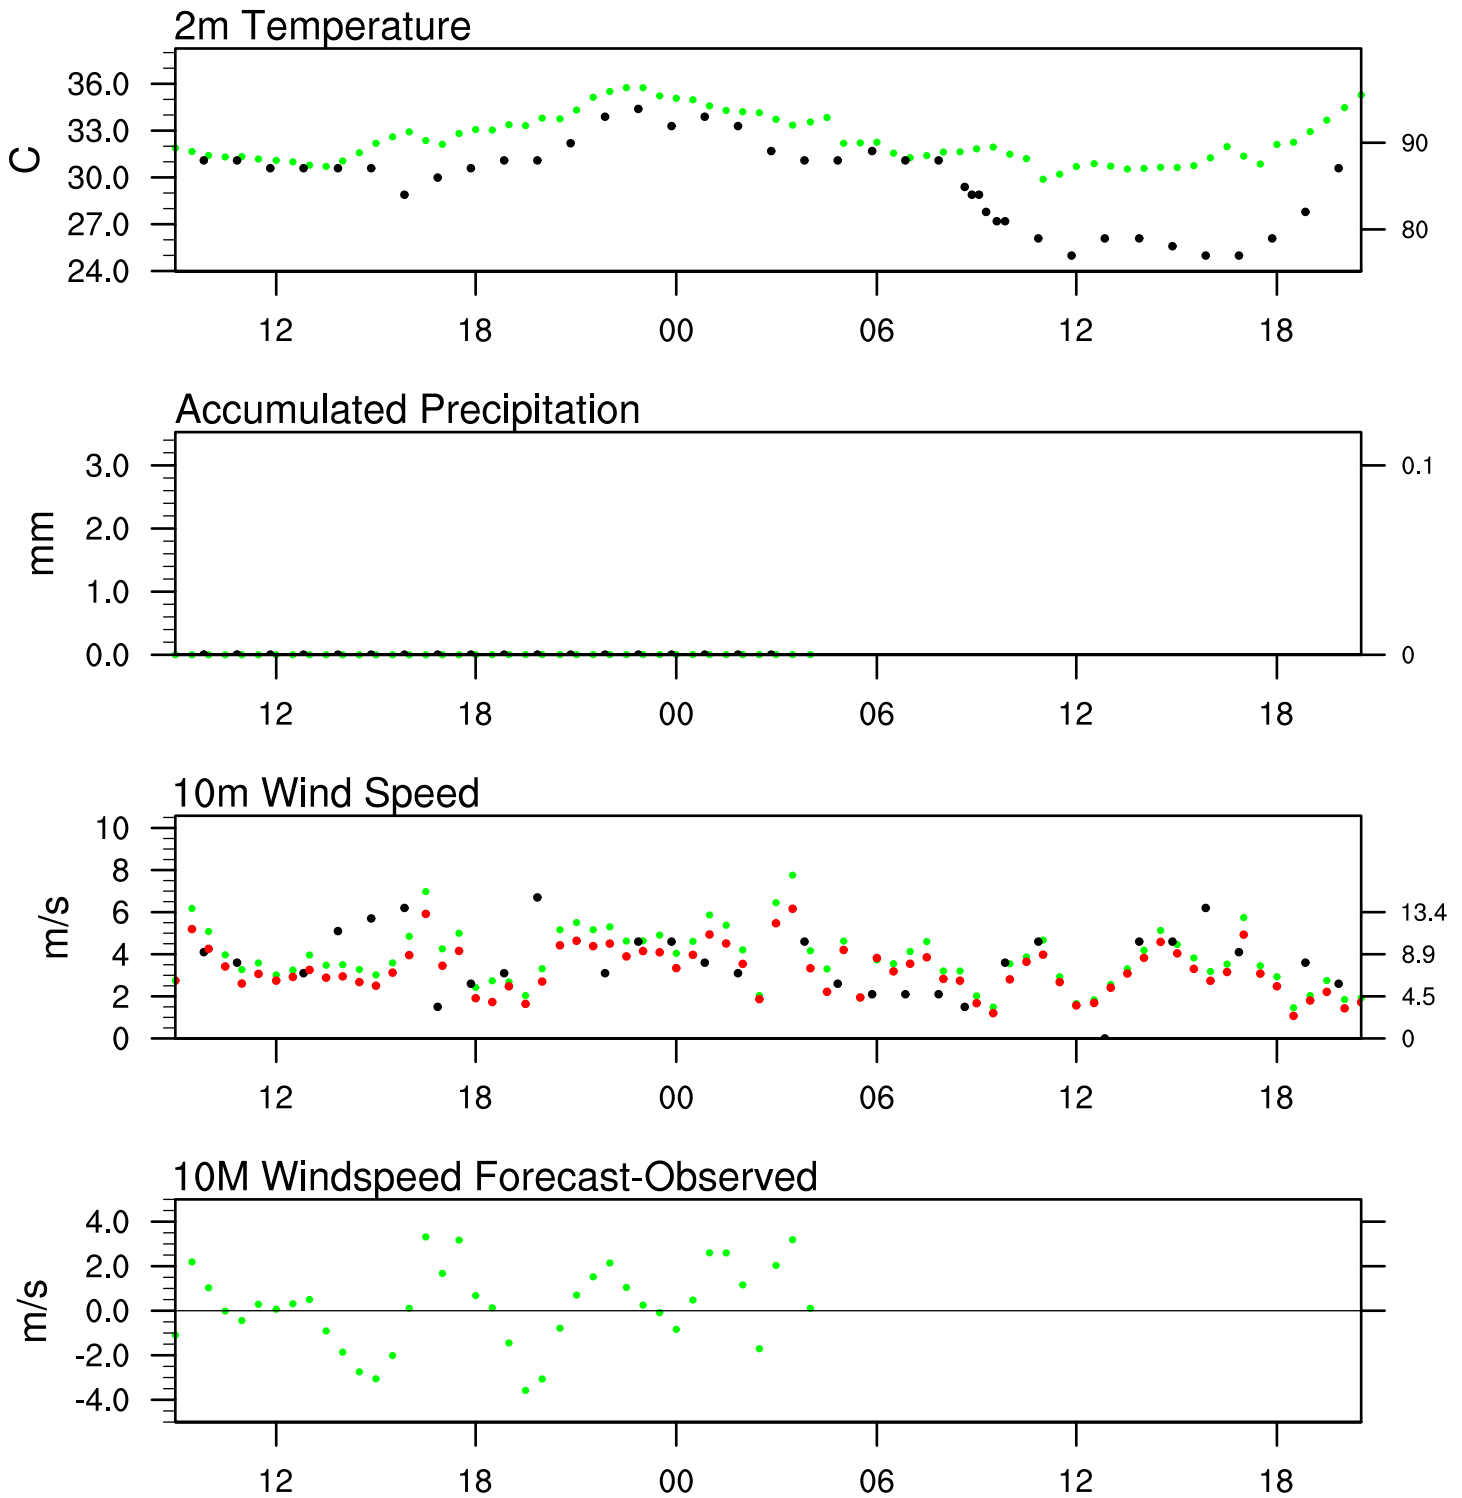 2m Temperature
C
36.0
33.0
30.0
27.0
24.0
90
80
12 18 00 06 12 18
Accumulated Precipitation
mm
3.0
2.0
1.0
0.0
0.1
0
12 18 00 06 12 18
10m Wind Speed
m/s
10
8
6
4
2
0
13.4
8.9
4.5
0
12 18 00 06 12 18
10M Windspeed Forecast-Observed
m/s
4.0
2.0
0.0
-2.0
-4.0
12 18 00 06 12 18